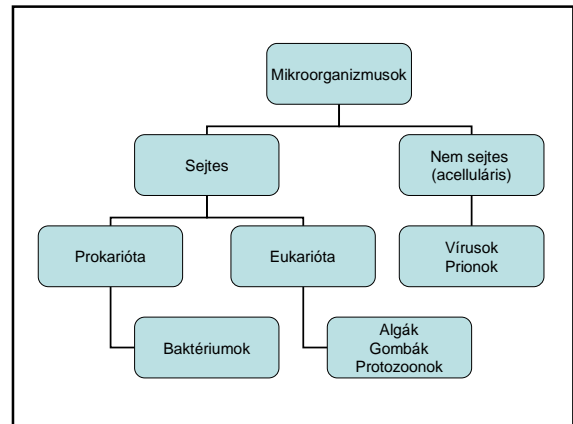 Mikroorganizmusok
Sejtes
Nem sejtes
(acelluláris)
Prokarióta
Eukarióta
Vírusok
Prionok
Baktériumok
Algák
Gombák
Protozoonok